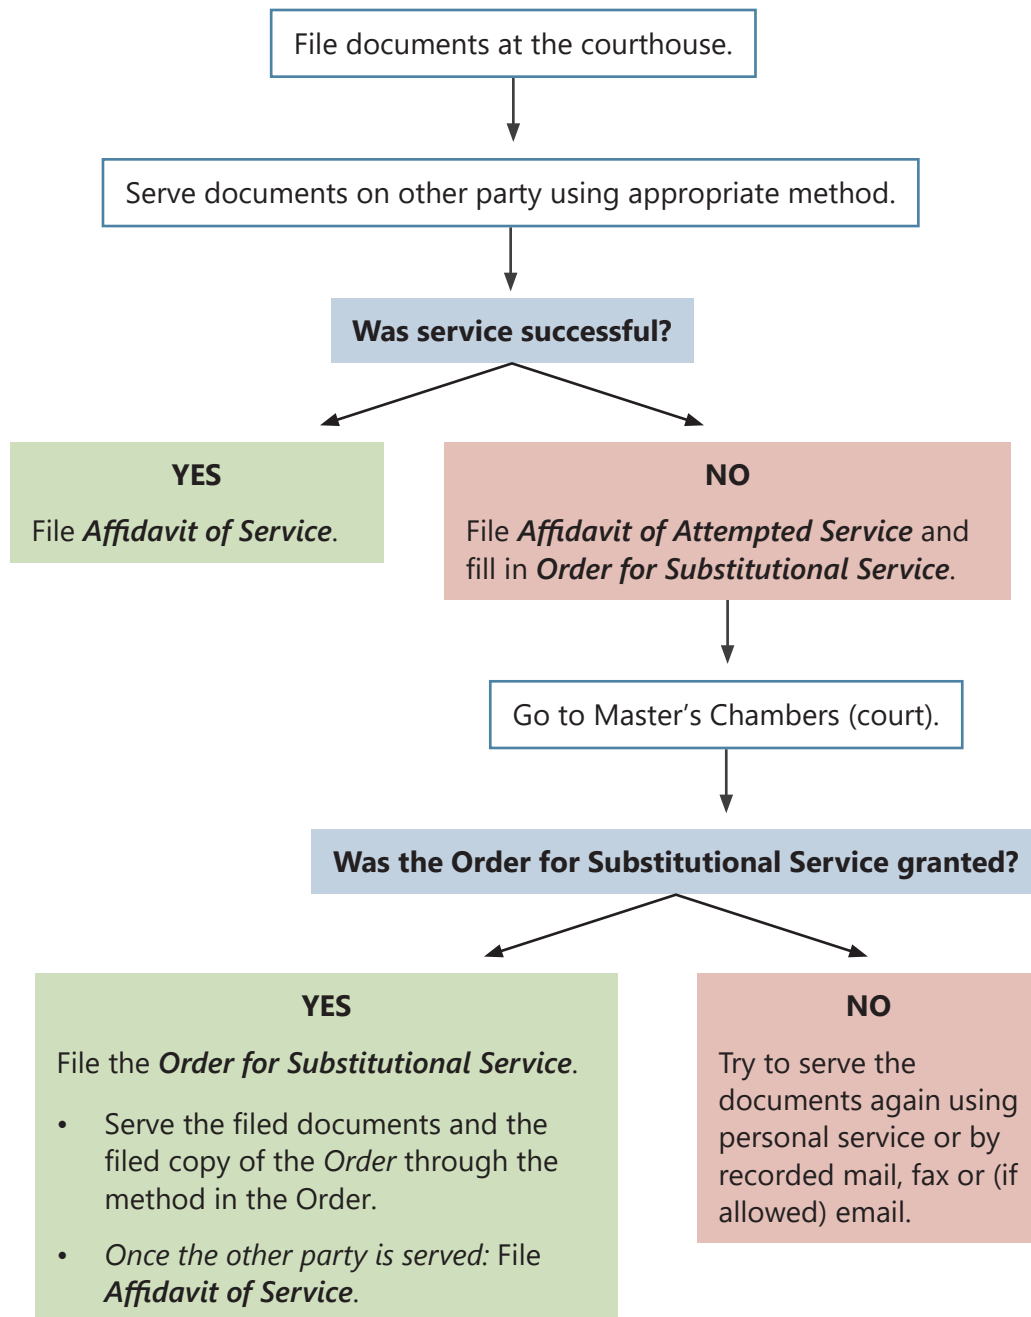 File documents at the courthouse.
Serve documents on other party using appropriate method.
Was service successful?
YES
File Affidavit of Service.
NO
File Affidavit of Attempted Service and
fill in Order for Substitutional Service.
Go to Master’s Chambers (court).
Was the Order for Substitutional Service granted?
YES
File the Order for Substitutional Service.
• Serve the filed documents and the
filed copy of the Order through the
method in the Order.
• Once the other party is served: File
Affidavit of Service.
NO
Try to serve the
documents again using
personal service or by
recorded mail, fax or (if
allowed) email.